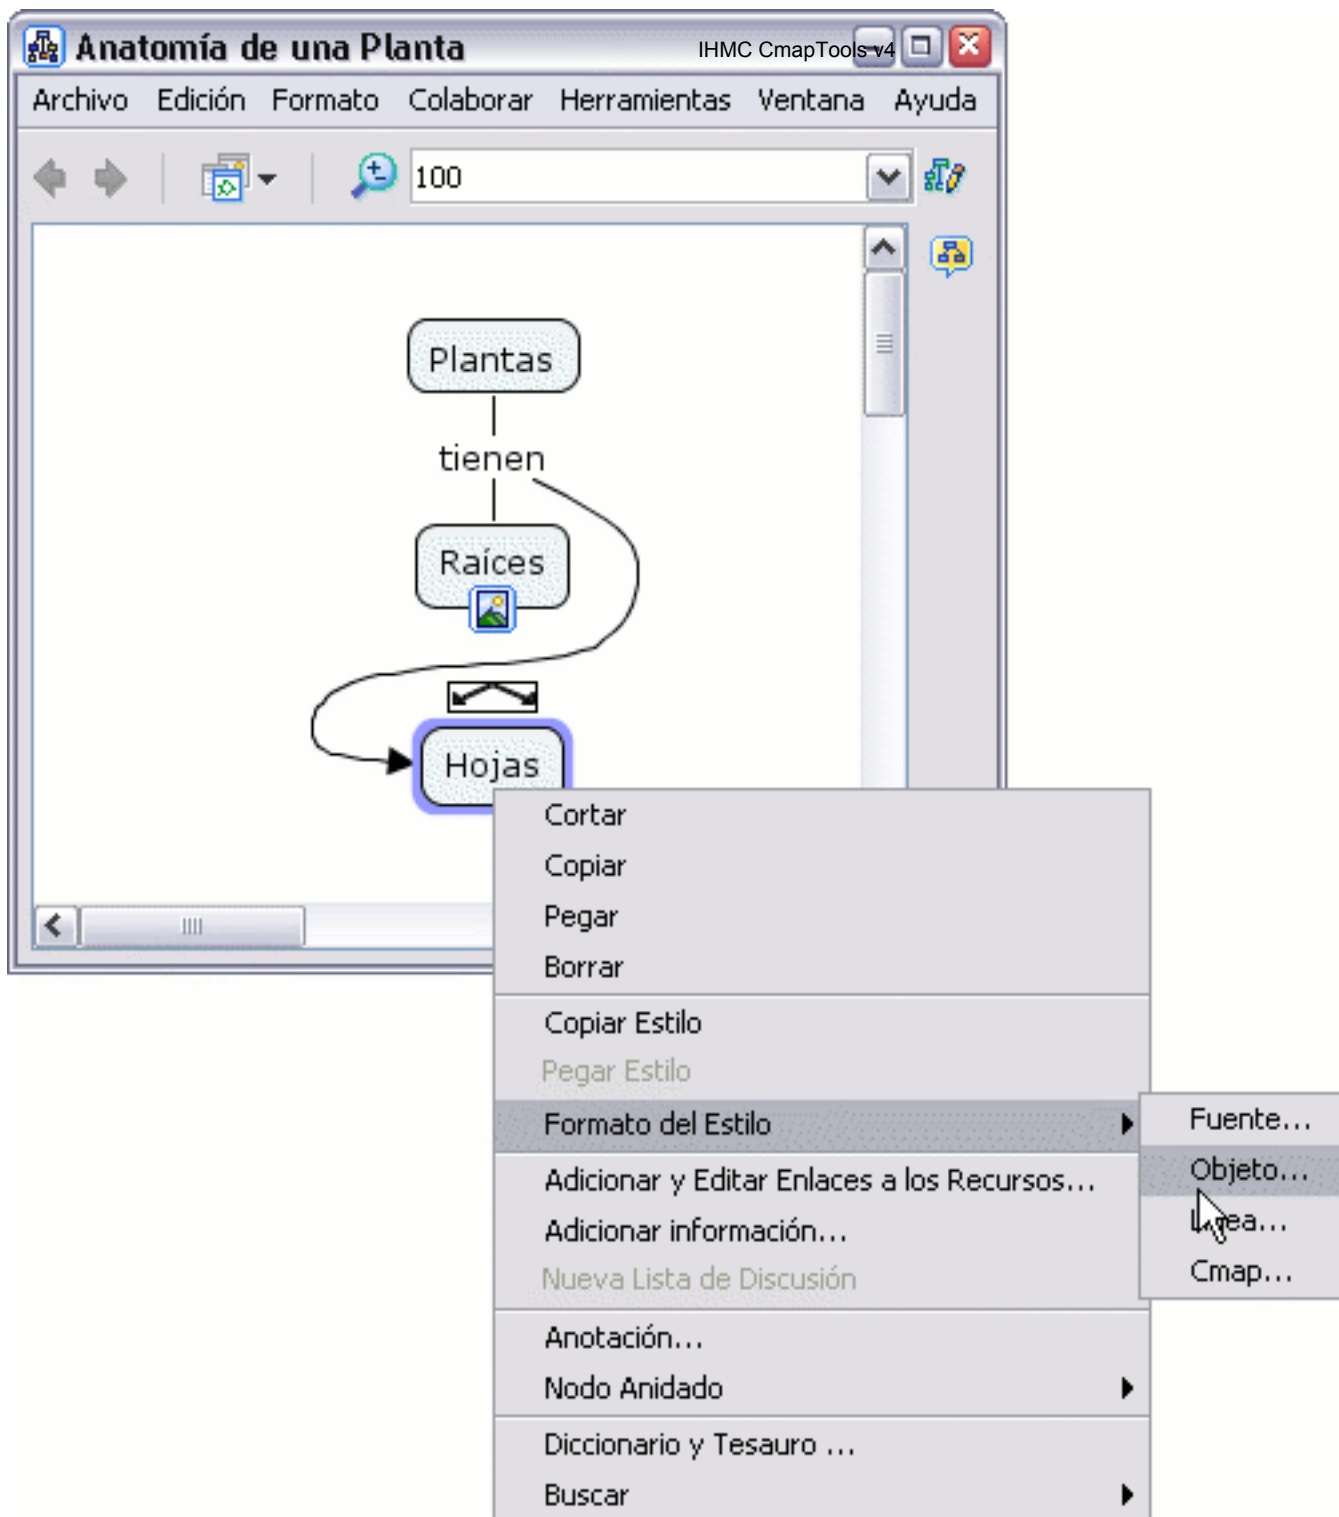 Anatomía de una Planta
IHMC CmapTools v4
Archivo Edición Formato Colaborar Herramientas Ventana Ayuda
100
Plantas
tienen
Raíces
Hojas
Cortar
Copiar
Pegar
Borrar
Copiar Estilo
Pegar Estilo
Formato del Estilo
Fuente...
Objeto...
Cmap...
Adicionar y Editar Enlaces a los Recursos...
Adicionar información...
Nueva Lista de Discusión
Anotación...
Nodo Anidado
Diccionario y Tesauro ...
Buscar